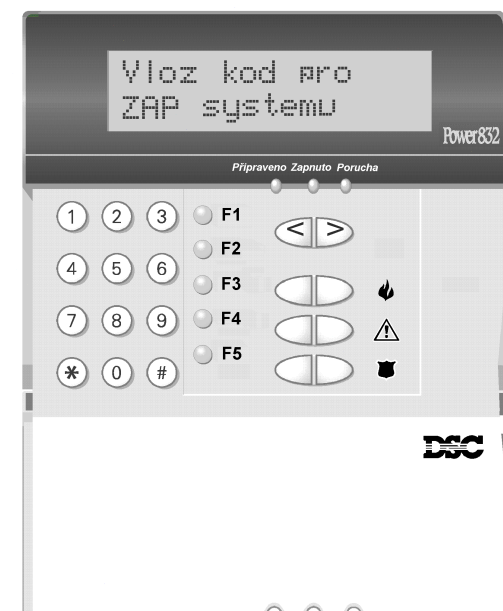 Vloz kod pro
ZAP systemu
Power832
Připraveno Zapnuto Porucha
1 2 3 F1 < >
F2
4 5 6 F3
7 8 9 F4
F5
* 0 #
DSC